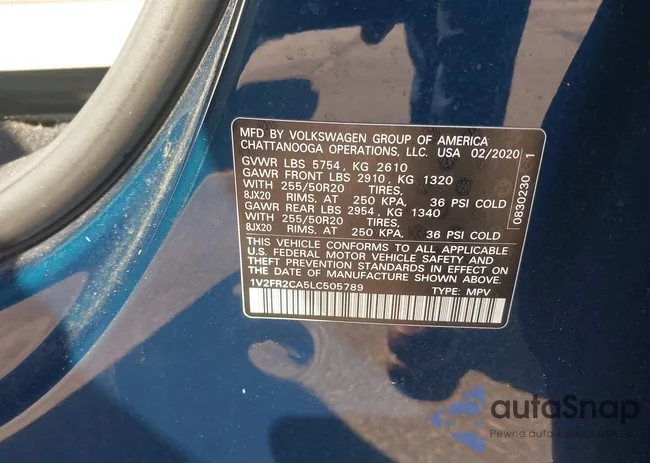 MFD BY VOLKSWAGEN GROUP OF AMERICA
CHATTANOOGA OPERATIONS, LLC. USA 02/2020
GVWR LBS 5754 , KG 2610
GAWR FRONT LBS 2910 , KG 1320
WITH 255/50R20 TIRES,
8JX20 RIMS, AT 250 KPA, 36 PSI COLD
GAWR REAR LBS 2954 , KG 1340
WITH 255/50R20 TIRES,
8JX20 RIMS, AT 250 KPA, 36 PSI COLD
THIS VEHICLE CONFORMS TO ALL APPLICABLE
U.S. FEDERAL MOTOR VEHICLE SAFETY AND
THEFT PREVENTION STANDARDS IN EFFECT ON
THE DATE OF MANUFACTURE SHOWN ABOVE.
1V2FR2CA5LC505789 TYPE: MPV
0830230 1
autoSnap
Pewne auto z USA